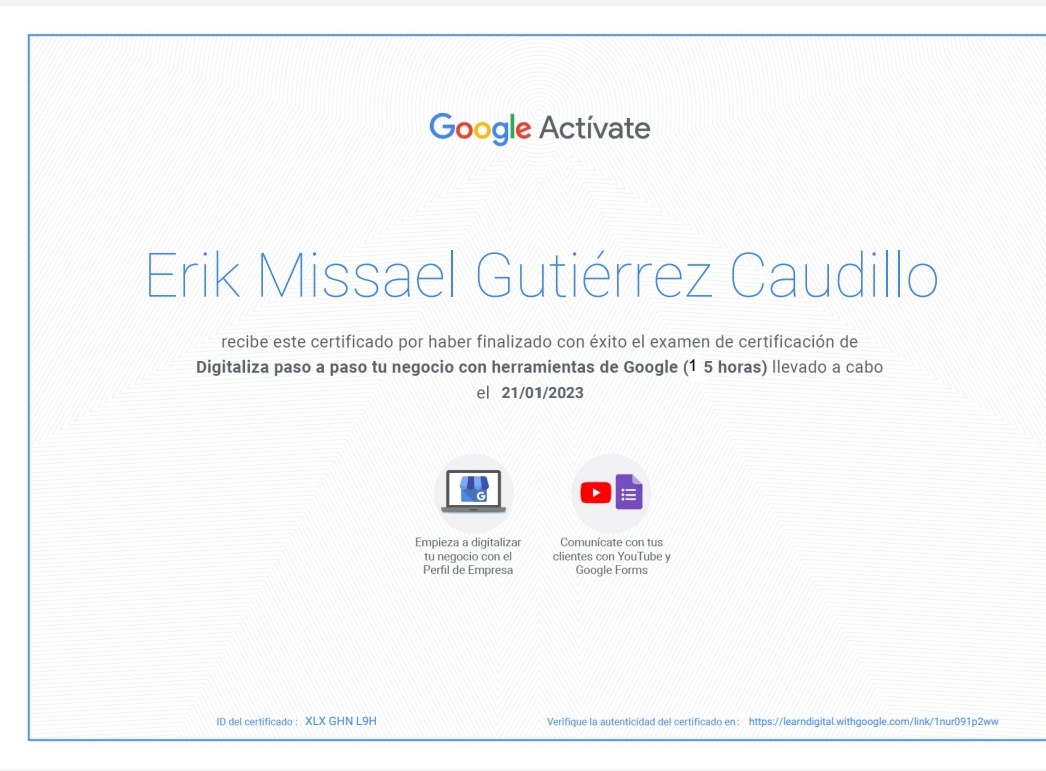 Google Actívate
Erik Missael Gutiérrez Caudillo
recibe este certificado por haber finalizado con éxito el examen de certificación de
Digitaliza paso a paso tu negocio con herramientas de Google (1 5 horas) llevado a cabo
el 21/01/2023
G
Empieza a digitalizar
tu negocio con el
Perfil de Empresa
Comunícate con tus
clientes con YouTube y
Google Forms
ID del certificado : XLX GHN L9H
Verifique la autenticidad del certificado en : https://learndigital.withgoogle.com/link/1nur091p2ww